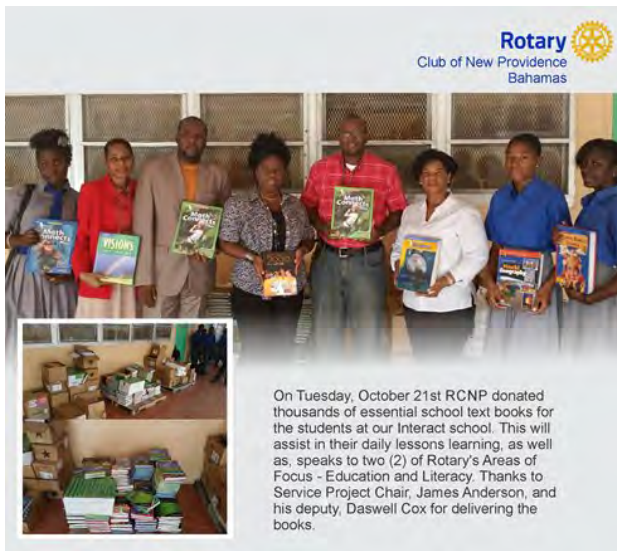 Rotary
Club of New Providence
Bahamas
Math
Connects
VISIONS
Math
Connects
Math
Connects
World
Geography
On Tuesday, October 21st RCNP donated
thousands of essential school text books for
the students at our Interact school. This will
assist in their daily lessons learning, as well
as, speaks to two (2) of Rotary's Areas of
Focus - Education and Literacy. Thanks to
Service Project Chair, James Anderson, and
his deputy, Daswell Cox for delivering the
books.